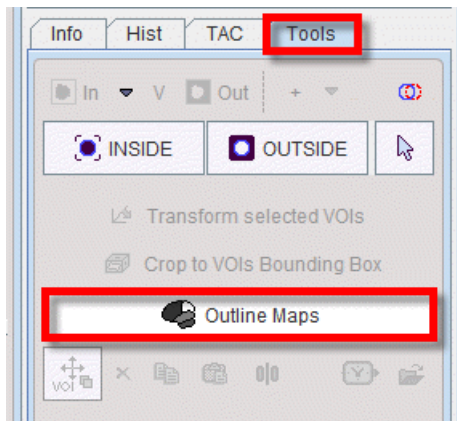 Info Hist TAC Tools
In V Out +
INSIDE OUTSIDE
Transform selected VOIs
Crop to VOIs Bounding Box
Outline Maps
voi